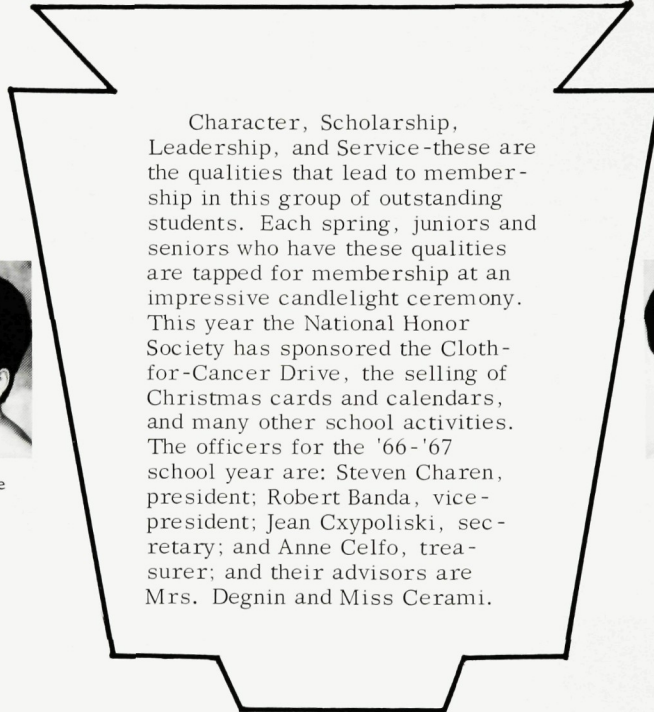 Character, Scholarship,
Leadership, and Service-these are
the qualities that lead to member-
ship in this group of outstanding
students. Each spring, juniors and
seniors who have these qualities
are tapped for membership at an
impressive candlelight ceremony.
This year the National Honor
Society has sponsored the Cloth-
for-Cancer Drive, the selling of
Christmas cards and calendars,
and many other school activities.
The officers for the '66-'67
school year are: Steven Charen,
president; Robert Banda, vice-
president; Jean Cxypoliski, sec-
retary; and Anne Celfo, trea-
surer; and their advisors are
Mrs. Degnin and Miss Cerami.